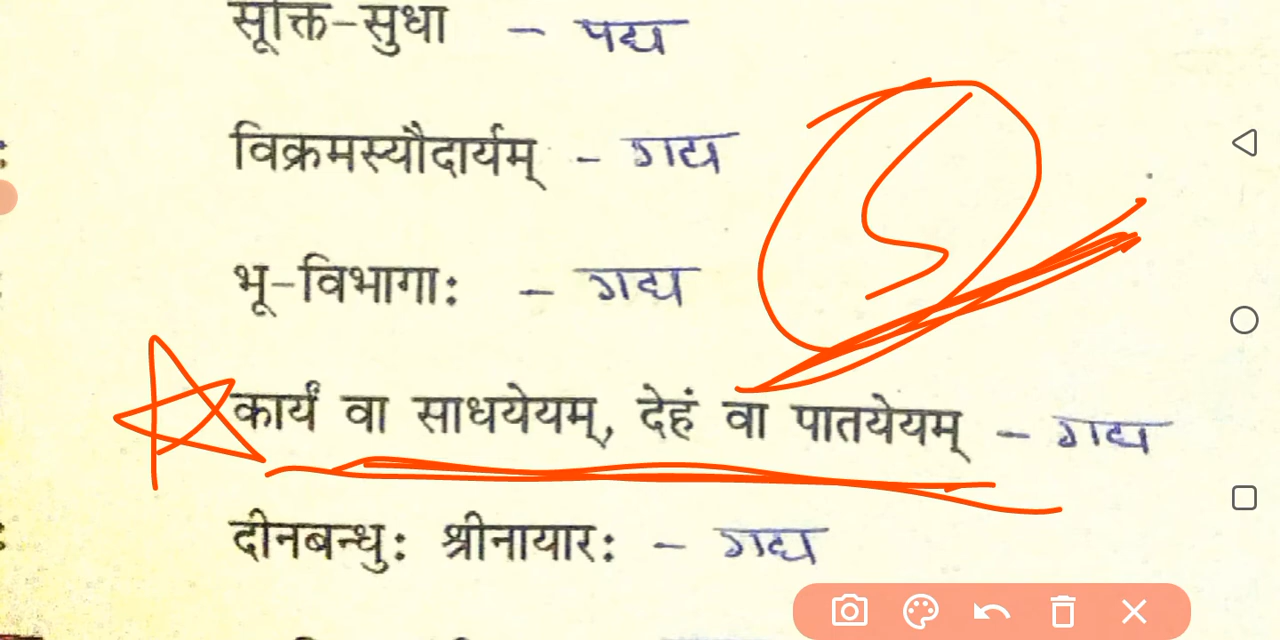 सूक्ति-सुधा - पद्य
विक्रमस्यौदार्यम् - गद्य
भू-विभागाः - गद्य
कार्यं वा साधयेयम्, देहं वा पातयेयम् - गद्य
दीनबन्धुः श्रीनायारः - गद्य